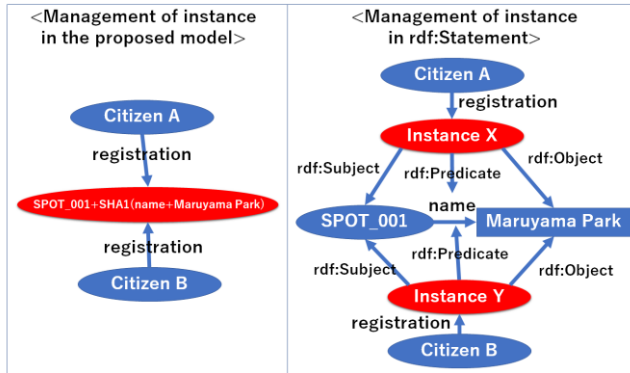 <Management of instance
in the proposed model>
Citizen A
registration
SPOT_001+SHA1(name+Maruyama Park)
registration
Citizen B
<Management of instance
in rdf:Statement>
Citizen A
registration
Instance X
rdf:Subject
rdf:Predicate
rdf:Object
name
SPOT_001
Maruyama Park
rdf:Predicate
rdf:Subject
rdf:Object
Instance Y
registration
Citizen B